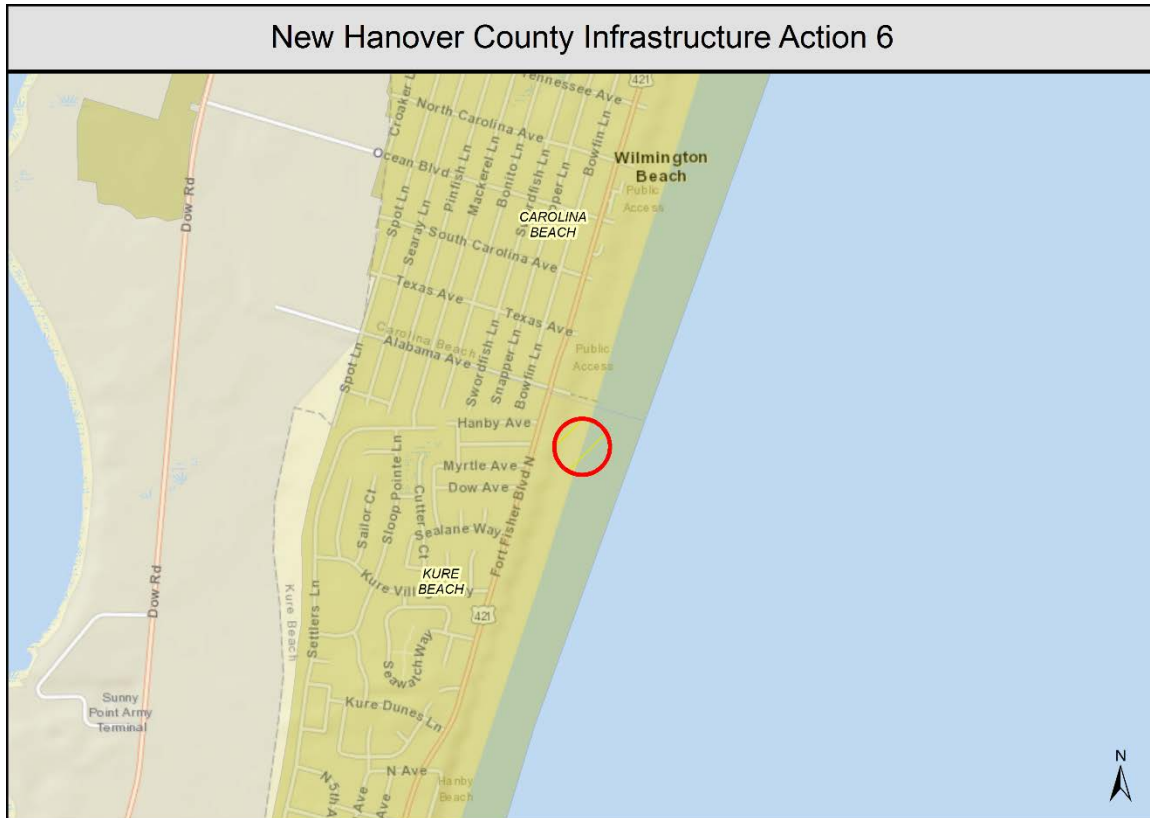 New Hanover County Infrastructure Action 6
Tennessee Ave
421
Croaker Ln
North Carolina Ave
Bowfin Ln
Wilmington
Beach
Public
Access
Ocean Blvd
Pinfish Ln
Mackerel Ln
Bonito Ln
Swordfish Ln
CAROLINA
BEACH
Dow Rd
Spot Ln
Searay Ln
South Carolina Ave
Texas Ave
Texas Ave
Carolina Beach
Alabama Ave
Public
Access
Spot Ln
Swordfish Ln
Snapper Ln
Bowfin Ln
Hanby Ave
Myrtle Ave
Dow Ave
Sealane Way
Sailor Ct
Sloop Pointe Ln
Cutter Ct
Fort Fisher Blvd N
KURE
BEACH
Kure Beach
Settlers Ln
421
Dow Rd
Seawatch Way
Sunny
Point Army
Terminal
Kure Dunes Ln
N Ave
Hanby
Beach
Ave
Ave
N